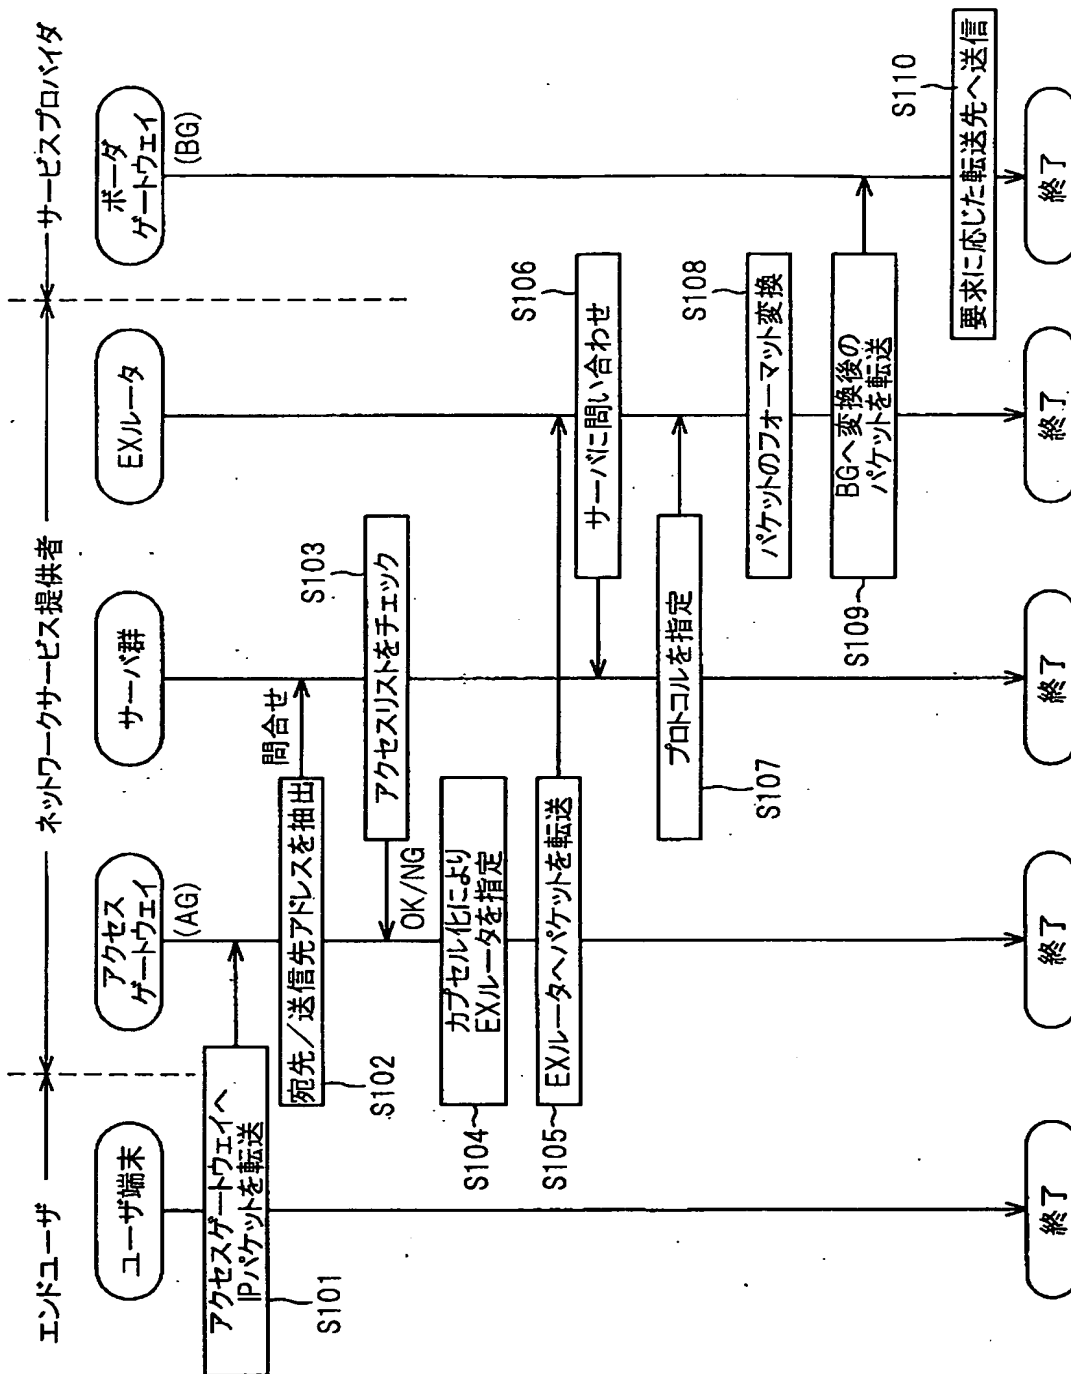 エンドユーザ
ネットワークサービス提供者
サービスプロバイダ
ユーザ端末
アクセス
ゲートウェイ
(AG)
サーバ群
EXルータ
ボーダ
ゲートウェイ
(BG)
アクセスゲートウェイへ
IPパケットを転送
S101
宛先/送信先アドレスを抽出
S102
問合せ
アクセスリストをチェック
S103
OK/NG
カプセル化により
EXルータを指定
S104
EXルータへパケットを転送
S105
サーバに問い合わせ
S106
プロトコルを指定
S107
パケットのフォーマット変換
S108
BGへ変換後の
パケットを転送
S109
要求に応じた転送先へ送信
S110
終了
終了
終了
終了
終了